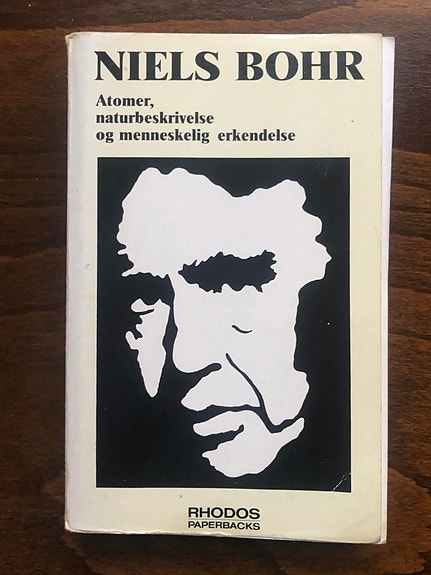 NIELS BOHR
Atomer,
naturbeskrivelse
og menneskelig erkendelse
RHODOS
PAPERBACKS